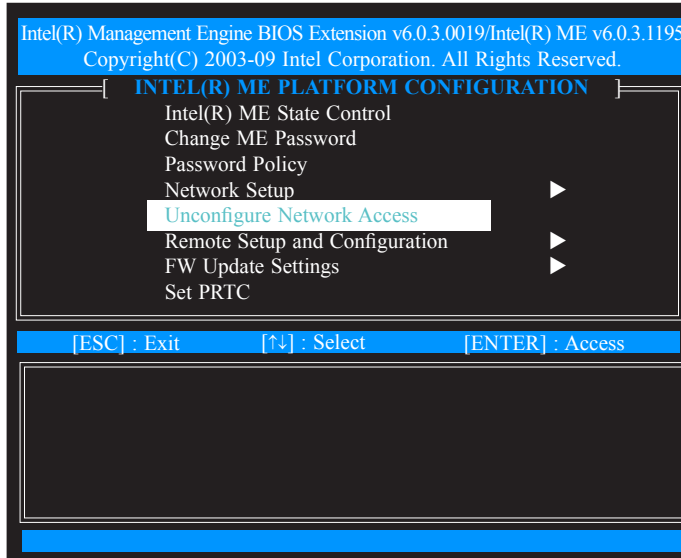 Intel(R) Management Engine BIOS Extension v6.0.3.0019/Intel(R) ME v6.0.3.1195
Copyright(C) 2003-09 Intel Corporation. All Rights Reserved.
[ INTEL(R) ME PLATFORM CONFIGURATION ]
Intel(R) ME State Control
Change ME Password
Password Policy
Network Setup ▶
Unconfigure Network Access
Remote Setup and Configuration ▶
FW Update Settings ▶
Set PRTC
[ESC] : Exit [↑↓] : Select [ENTER] : Access